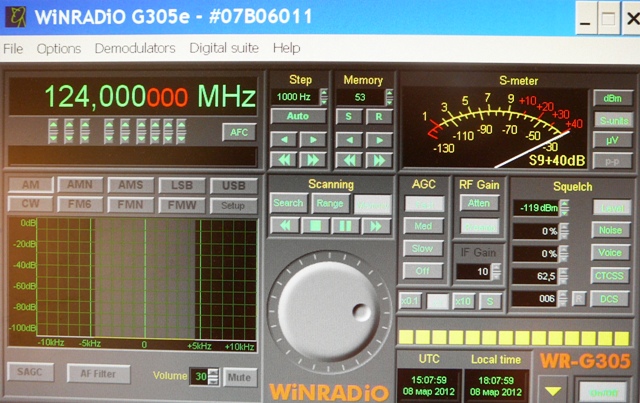 WiNRADiO G305e - #07B06011
File Options Demodulators Digital suite Help
124,000000 MHz
AFC
Step
1000 Hz
Auto
Memory
53
S R
S-meter
1 3 5 7 9 +10 +20 +30 +40
-130 -110 -90 -70 -50 -30
S9+40dB
dBm
S-units
µV
p-p
AM AMN AMS LSB USB
CW FM6 FMN FMW Setup
0dB
-20dB
-40dB
-60dB
-80dB
-100dB
-10kHz -5kHz 0 +5kHz +10kHz
SAGC AF Filter Volume 30 Mute
Scanning
Search Range
WiNRADiO
AGC
Med
Slow
Off
RF Gain
Atten
IF Gain
10
x0.1 x10 S
Squelch
-119 dBm Level
0 % Noise
0 % Voice
62,5 CTCSS
006 R DCS
UTC
15:07:59
08 мар 2012
Local time
18:07:59
08 мар 2012
WR-G305
On/Off